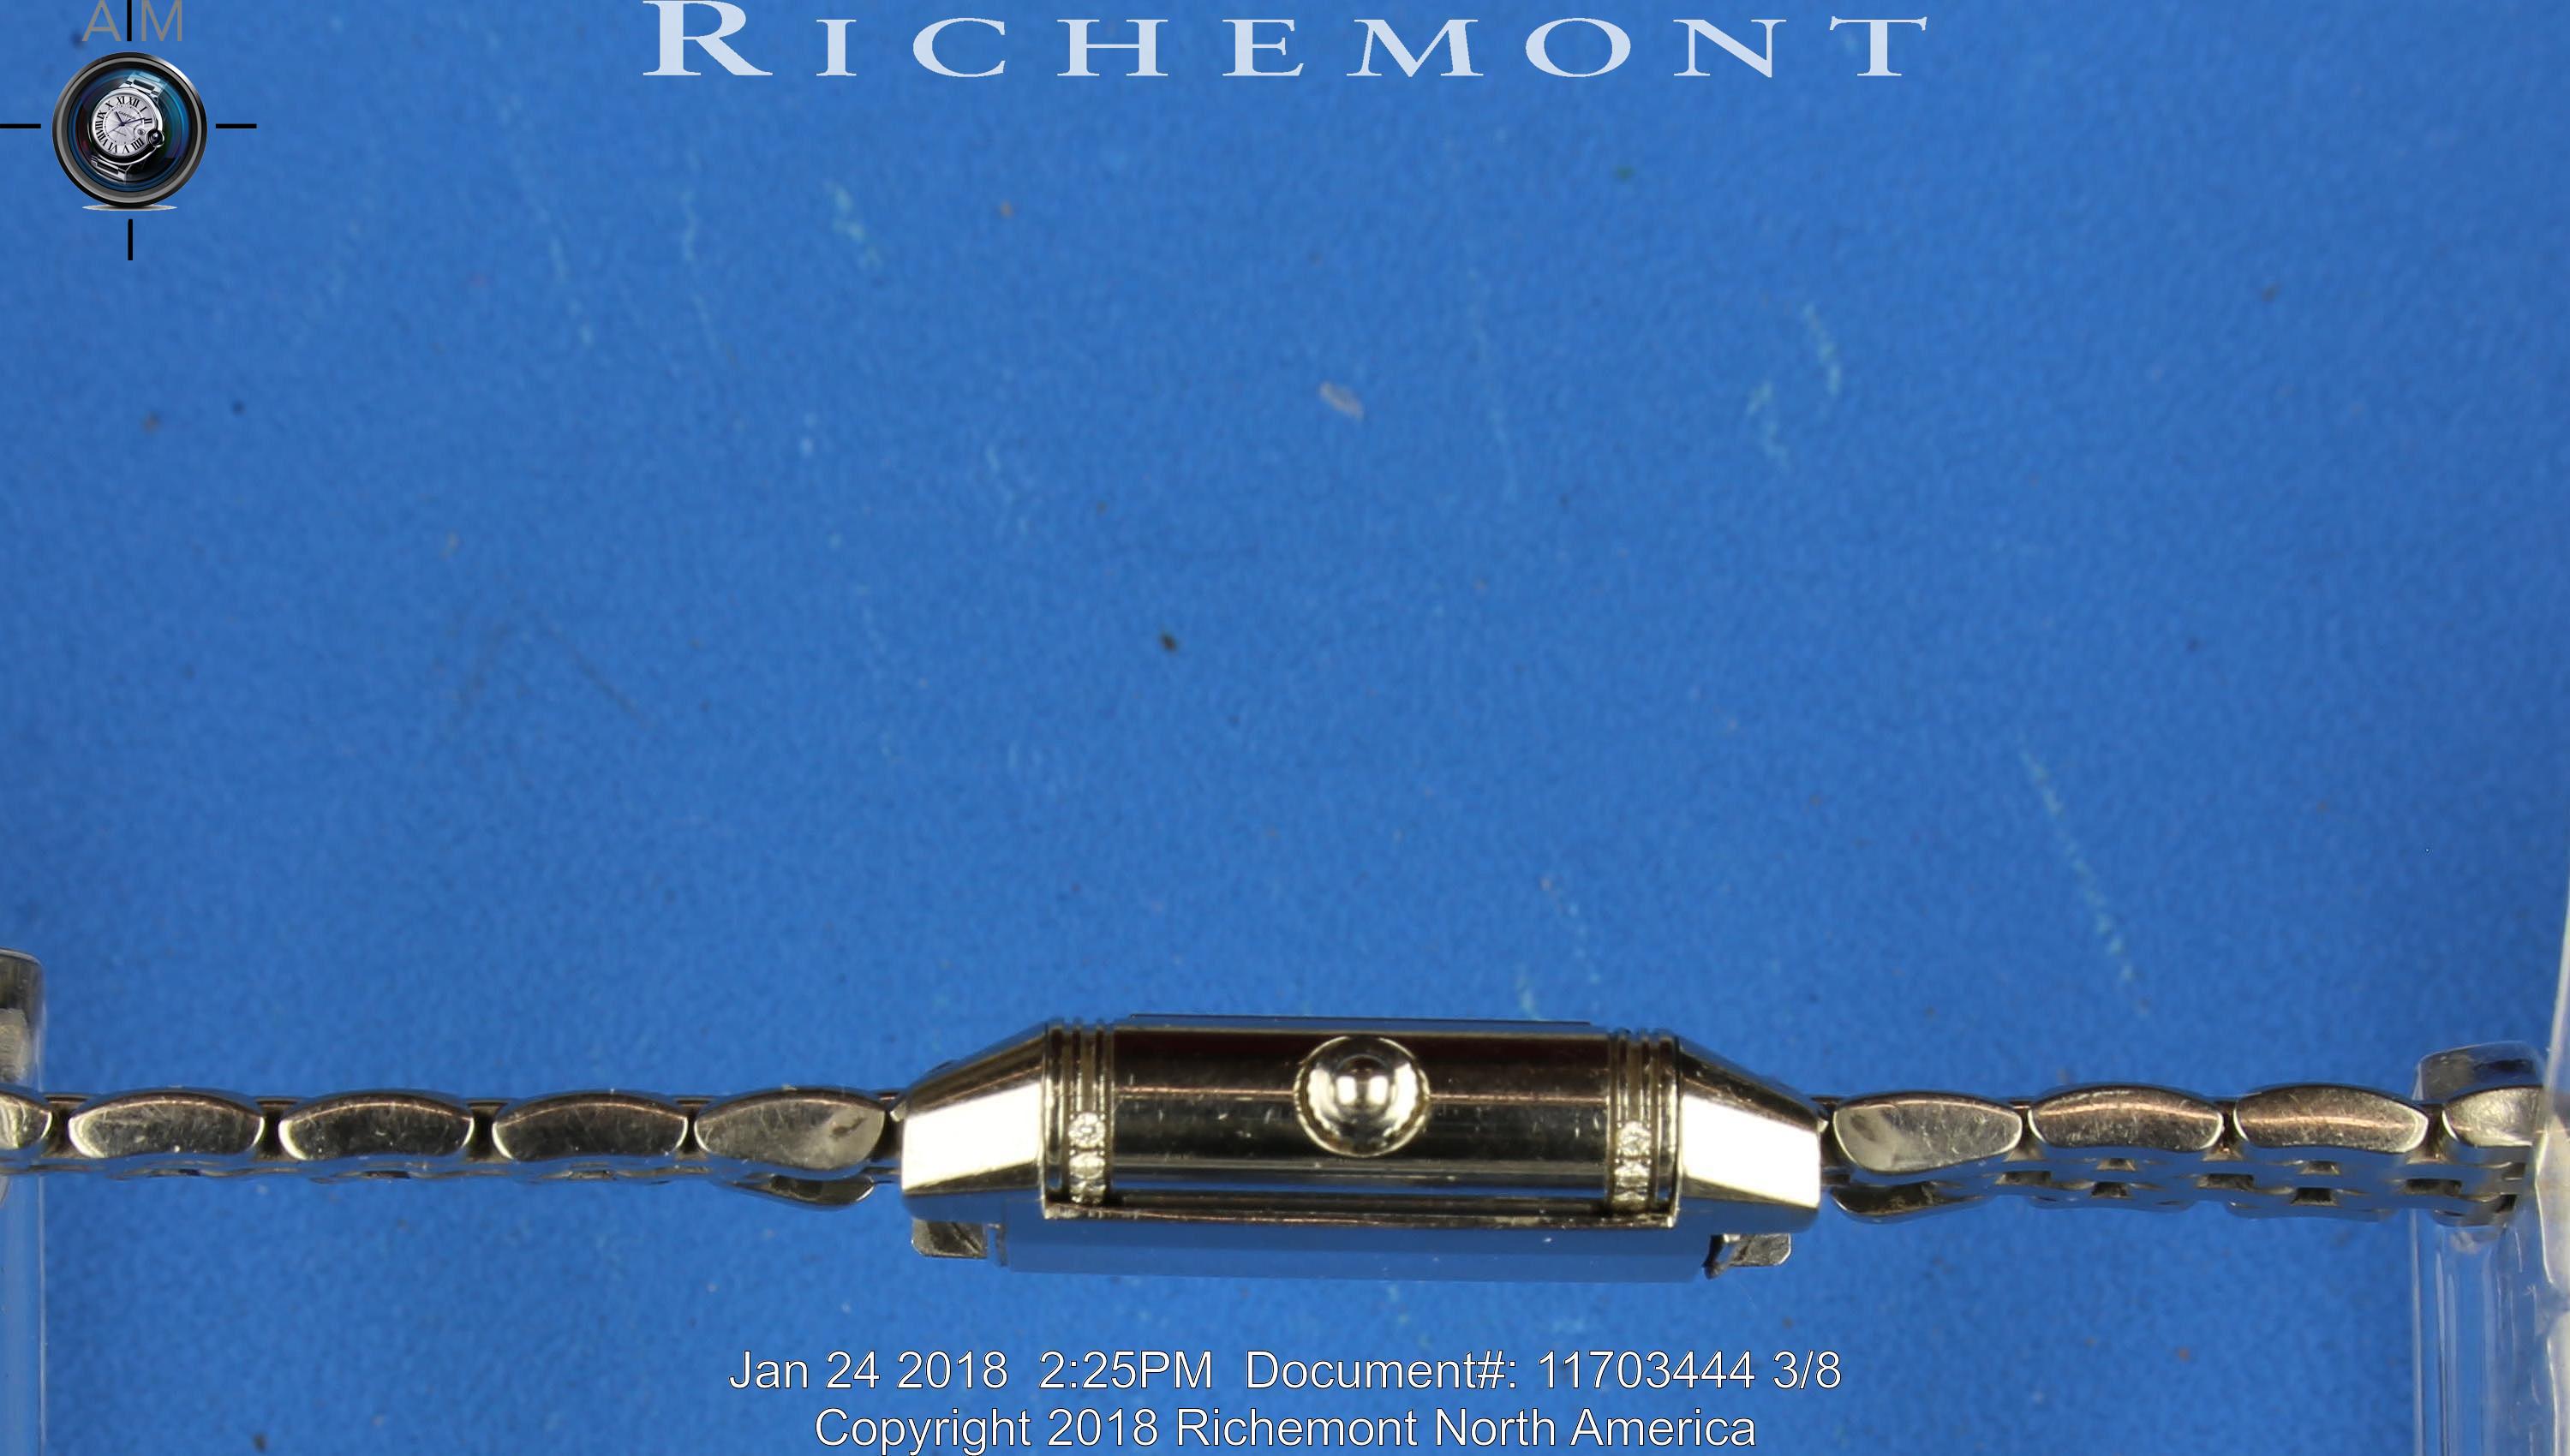 AIM
RICHEMONT
Jan 24 2018 2:25PM Document#: 11703444 3/8
Copyright 2018 Richemont North America